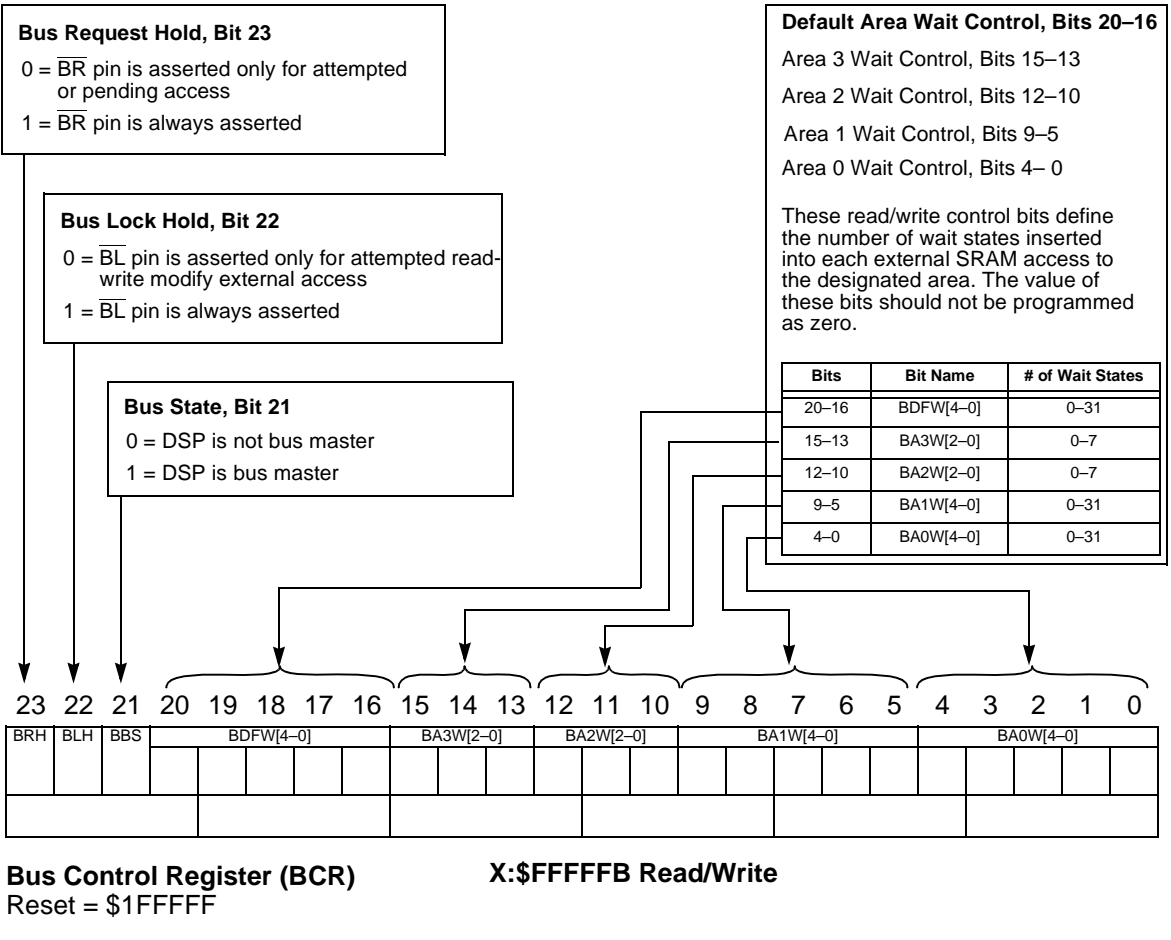 Bus Request Hold, Bit 23
0 = BR pin is asserted only for attempted
or pending access
1 = BR pin is always asserted
Bus Lock Hold, Bit 22
0 = BL pin is asserted only for attempted read-
write modify external access
1 = BL pin is always asserted
Bus State, Bit 21
0 = DSP is not bus master
1 = DSP is bus master
Default Area Wait Control, Bits 20–16
Area 3 Wait Control, Bits 15–13
Area 2 Wait Control, Bits 12–10
Area 1 Wait Control, Bits 9–5
Area 0 Wait Control, Bits 4– 0
These read/write control bits define
the number of wait states inserted
into each external SRAM access to
the designated area. The value of
these bits should not be programmed
as zero.
Bits Bit Name # of Wait States
20–16 BDFW[4–0] 0–31
15–13 BA3W[2–0] 0–7
12–10 BA2W[2–0] 0–7
9–5 BA1W[4–0] 0–31
4–0 BA0W[4–0] 0–31
23 22 21 20 19 18 17 16 15 14 13 12 11 10 9 8 7 6 5 4 3 2 1 0
BRH BLH BBS BDFW[4–0] BA3W[2–0] BA2W[2–0] BA1W[4–0] BA0W[4–0]
Bus Control Register (BCR) X:$FFFFFB Read/Write
Reset = $1FFFFF